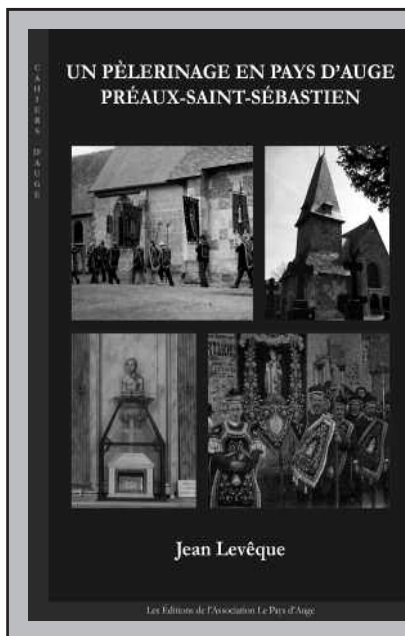 CAHIERS D'AUGE
UN PÈLERINAGE EN PAYS D'AUGE
PRÉAUX-SAINT-SÉBASTIEN
Jean Levêque
Les Editions de l'Association Le Pays d'Auge